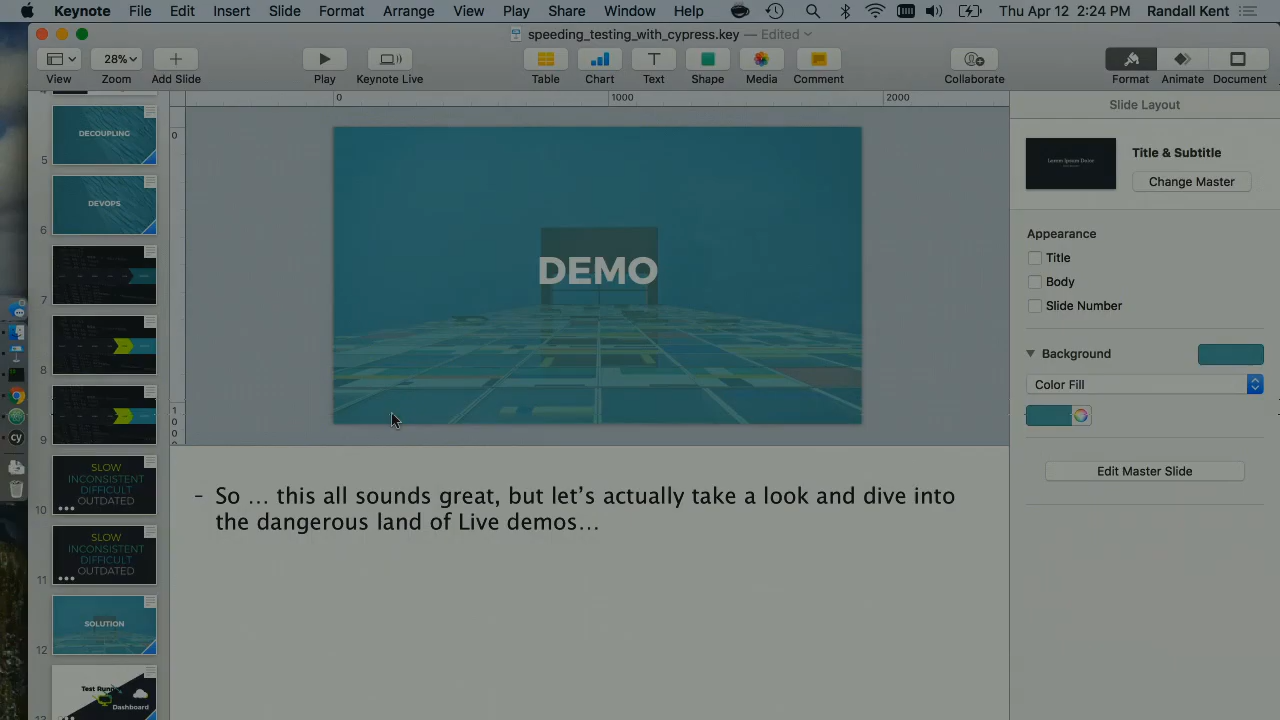 Keynote File Edit Insert Slide Format Arrange View Play Share Window Help Thu Apr 12 2:24 PM Randall Kent
speeding_testing_with_cypress.key — Edited
28%
View Zoom Add Slide Play Keynote Live Table Chart Text Shape Media Comment Collaborate Format Animate Document
0 1000 2000
Slide Layout
Title & Subtitle
Change Master
Appearance
Title
Body
Slide Number
Background
Color Fill
Edit Master Slide
DECOUPLING
5
DEVOPS
6
7
8
9
SLOW
INCONSISTENT
DIFFICULT
OUTDATED
10
SLOW
INCONSISTENT
DIFFICULT
OUTDATED
11
SOLUTION
12
Dashboard
0
1
0
0
DEMO
- So … this all sounds great, but let’s actually take a look and dive into
the dangerous land of Live demos…
cy